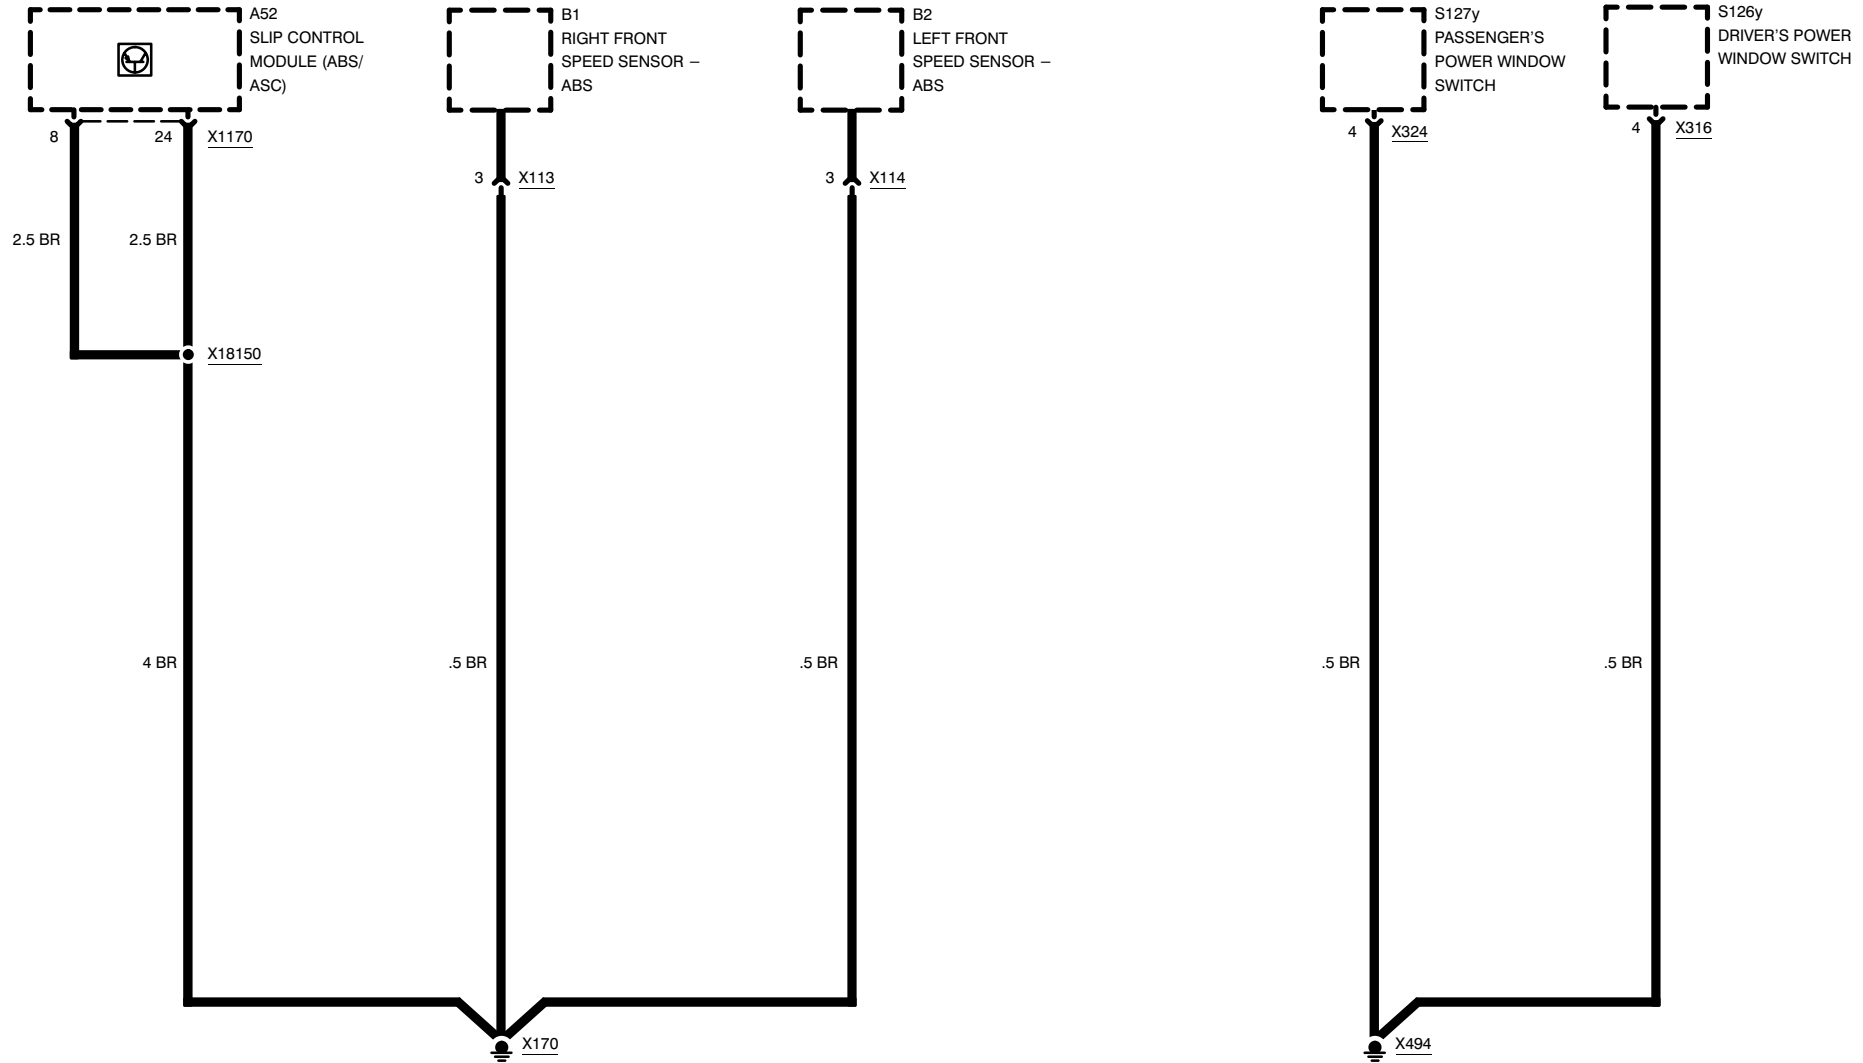 A52
SLIP CONTROL
MODULE (ABS/
ASC)
B1
RIGHT FRONT
SPEED SENSOR –
ABS
B2
LEFT FRONT
SPEED SENSOR –
ABS
S127y
PASSENGER'S
POWER WINDOW
SWITCH
S126y
DRIVER'S POWER
WINDOW SWITCH
8
24
X1170
3
X113
3
X114
4
X324
4
X316
2.5 BR
2.5 BR
X18150
4 BR
.5 BR
.5 BR
.5 BR
.5 BR
X170
X494